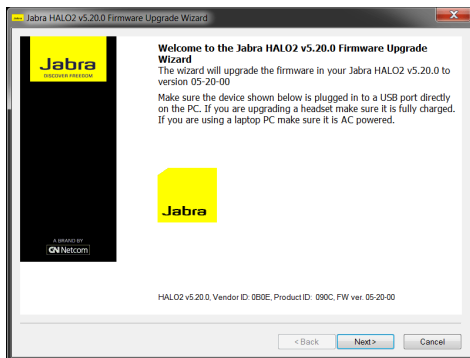 Jabra HALO2 v5.20.0 Firmware Upgrade Wizard
Jabra
DISCOVER FREEDOM
Welcome to the Jabra HALO2 v5.20.0 Firmware Upgrade
Wizard
The wizard will upgrade the firmware in your Jabra HALO2 v5.20.0 to
version 05-20-00
Make sure the device shown below is plugged in to a USB port directly
on the PC. If you are upgrading a headset make sure it is fully charged.
If you are using a laptop PC make sure it is AC powered.
Jabra
A BRAND BY
GN Netcom
HALO2 v5.20.0, Vendor ID: 0B0E, Product ID: 090C, FW ver. 05-20-00
< Back
Next >
Cancel